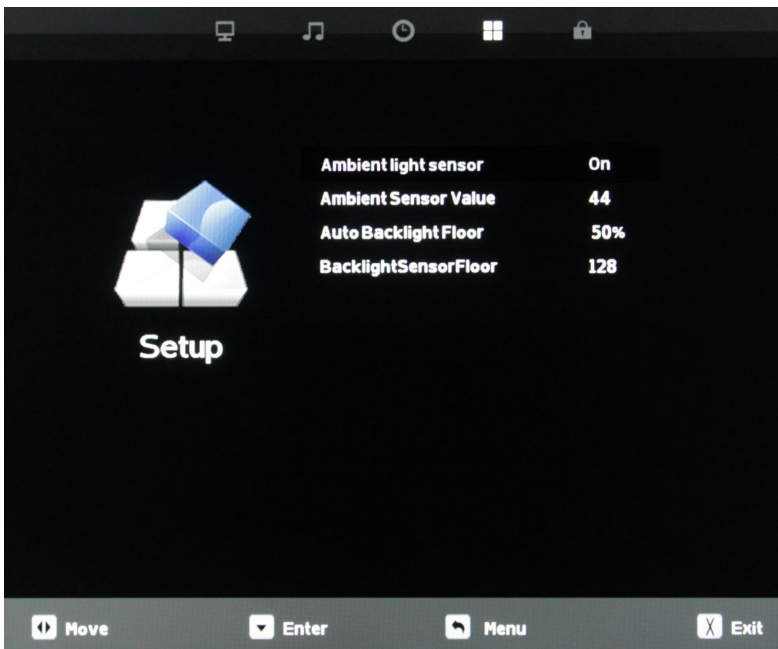 Ambient light sensor On
Ambient Sensor Value 44
Auto Backlight Floor 50%
BacklightSensorFloor 128
Setup
Move Enter Menu Exit